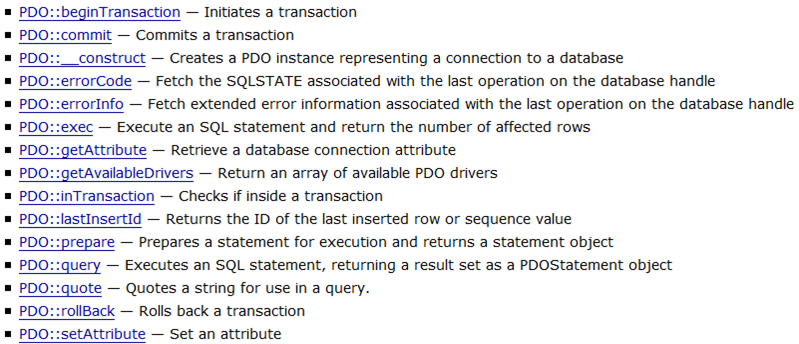 ▪ PDO::beginTransaction — Initiates a transaction
▪ PDO::commit — Commits a transaction
▪ PDO::__construct — Creates a PDO instance representing a connection to a database
▪ PDO::errorCode — Fetch the SQLSTATE associated with the last operation on the database handle
▪ PDO::errorInfo — Fetch extended error information associated with the last operation on the database handle
▪ PDO::exec — Execute an SQL statement and return the number of affected rows
▪ PDO::getAttribute — Retrieve a database connection attribute
▪ PDO::getAvailableDrivers — Return an array of available PDO drivers
▪ PDO::inTransaction — Checks if inside a transaction
▪ PDO::lastInsertId — Returns the ID of the last inserted row or sequence value
▪ PDO::prepare — Prepares a statement for execution and returns a statement object
▪ PDO::query — Executes an SQL statement, returning a result set as a PDOStatement object
▪ PDO::quote — Quotes a string for use in a query.
▪ PDO::rollBack — Rolls back a transaction
▪ PDO::setAttribute — Set an attribute